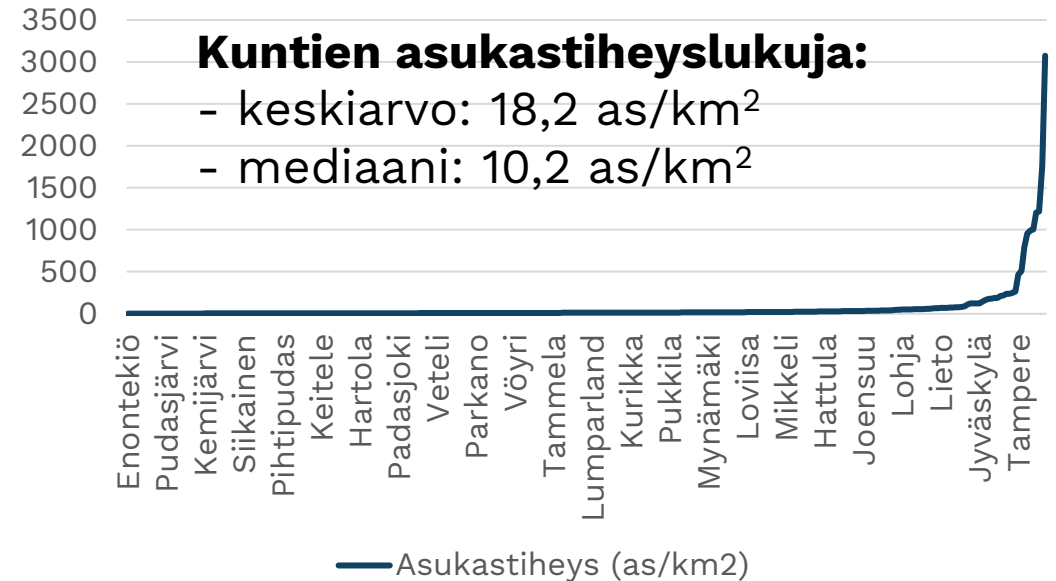 Kuntien asukastiheyslukuja:
- keskiarvo: 18,2 as/km²
- mediaani: 10,2 as/km²
3500
3000
2500
2000
1500
1000
500
0
Enontekiö
Pudasjärvi
Kemijärvi
Siikainen
Pihtipudas
Keitele
Hartola
Padasjoki
Veteli
Parkano
Vöyri
Tammela
Lumparland
Kurikka
Pukkila
Mynämäki
Loviisa
Mikkeli
Hattula
Joensuu
Lohja
Lieto
Jyväskylä
Tampere
Asukastiheys (as/km2)